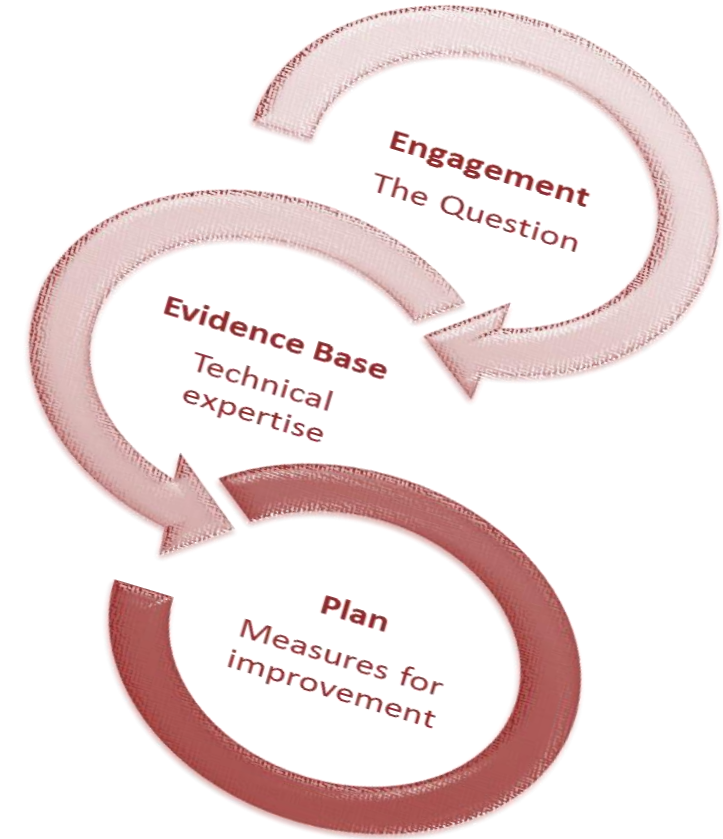 Engagement
The Question
Evidence Base
Technical
expertise
Plan
Measures for
improvement